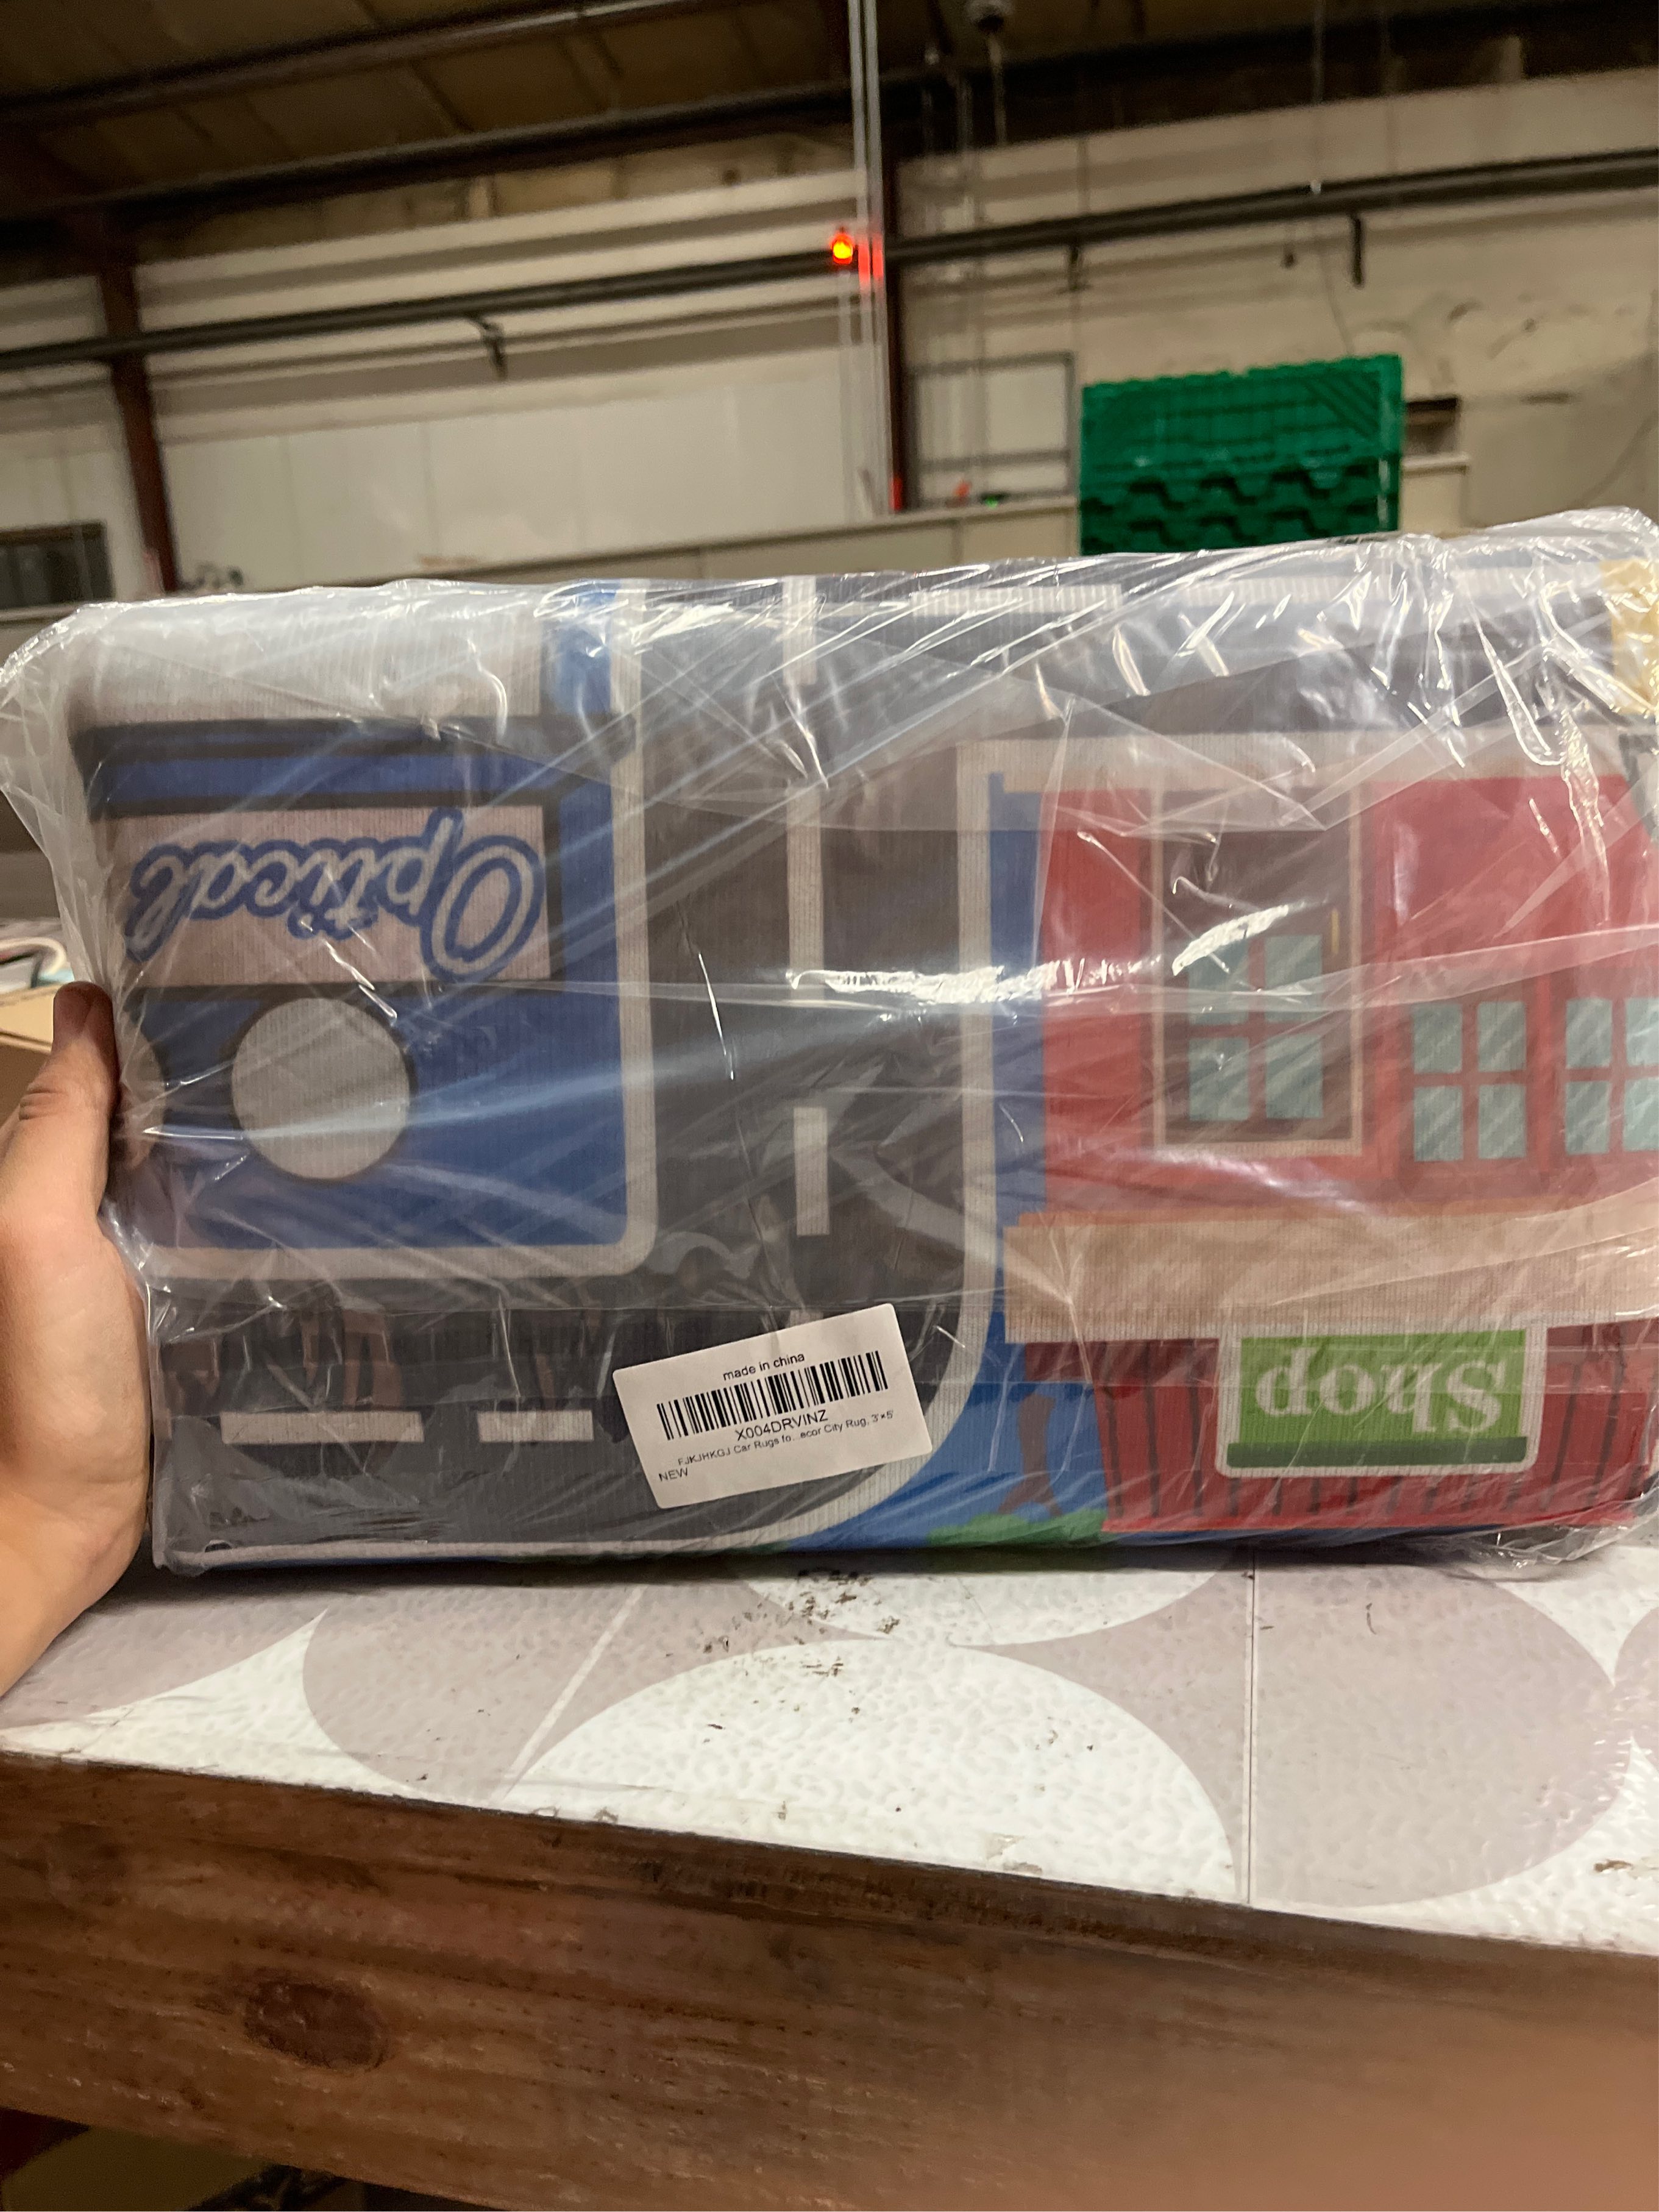 Optical
made in china
X004DRVINZ
FJKJHKGJ Car Rugs fo...ecor City Rug, 3'×5'
NEW
Shop